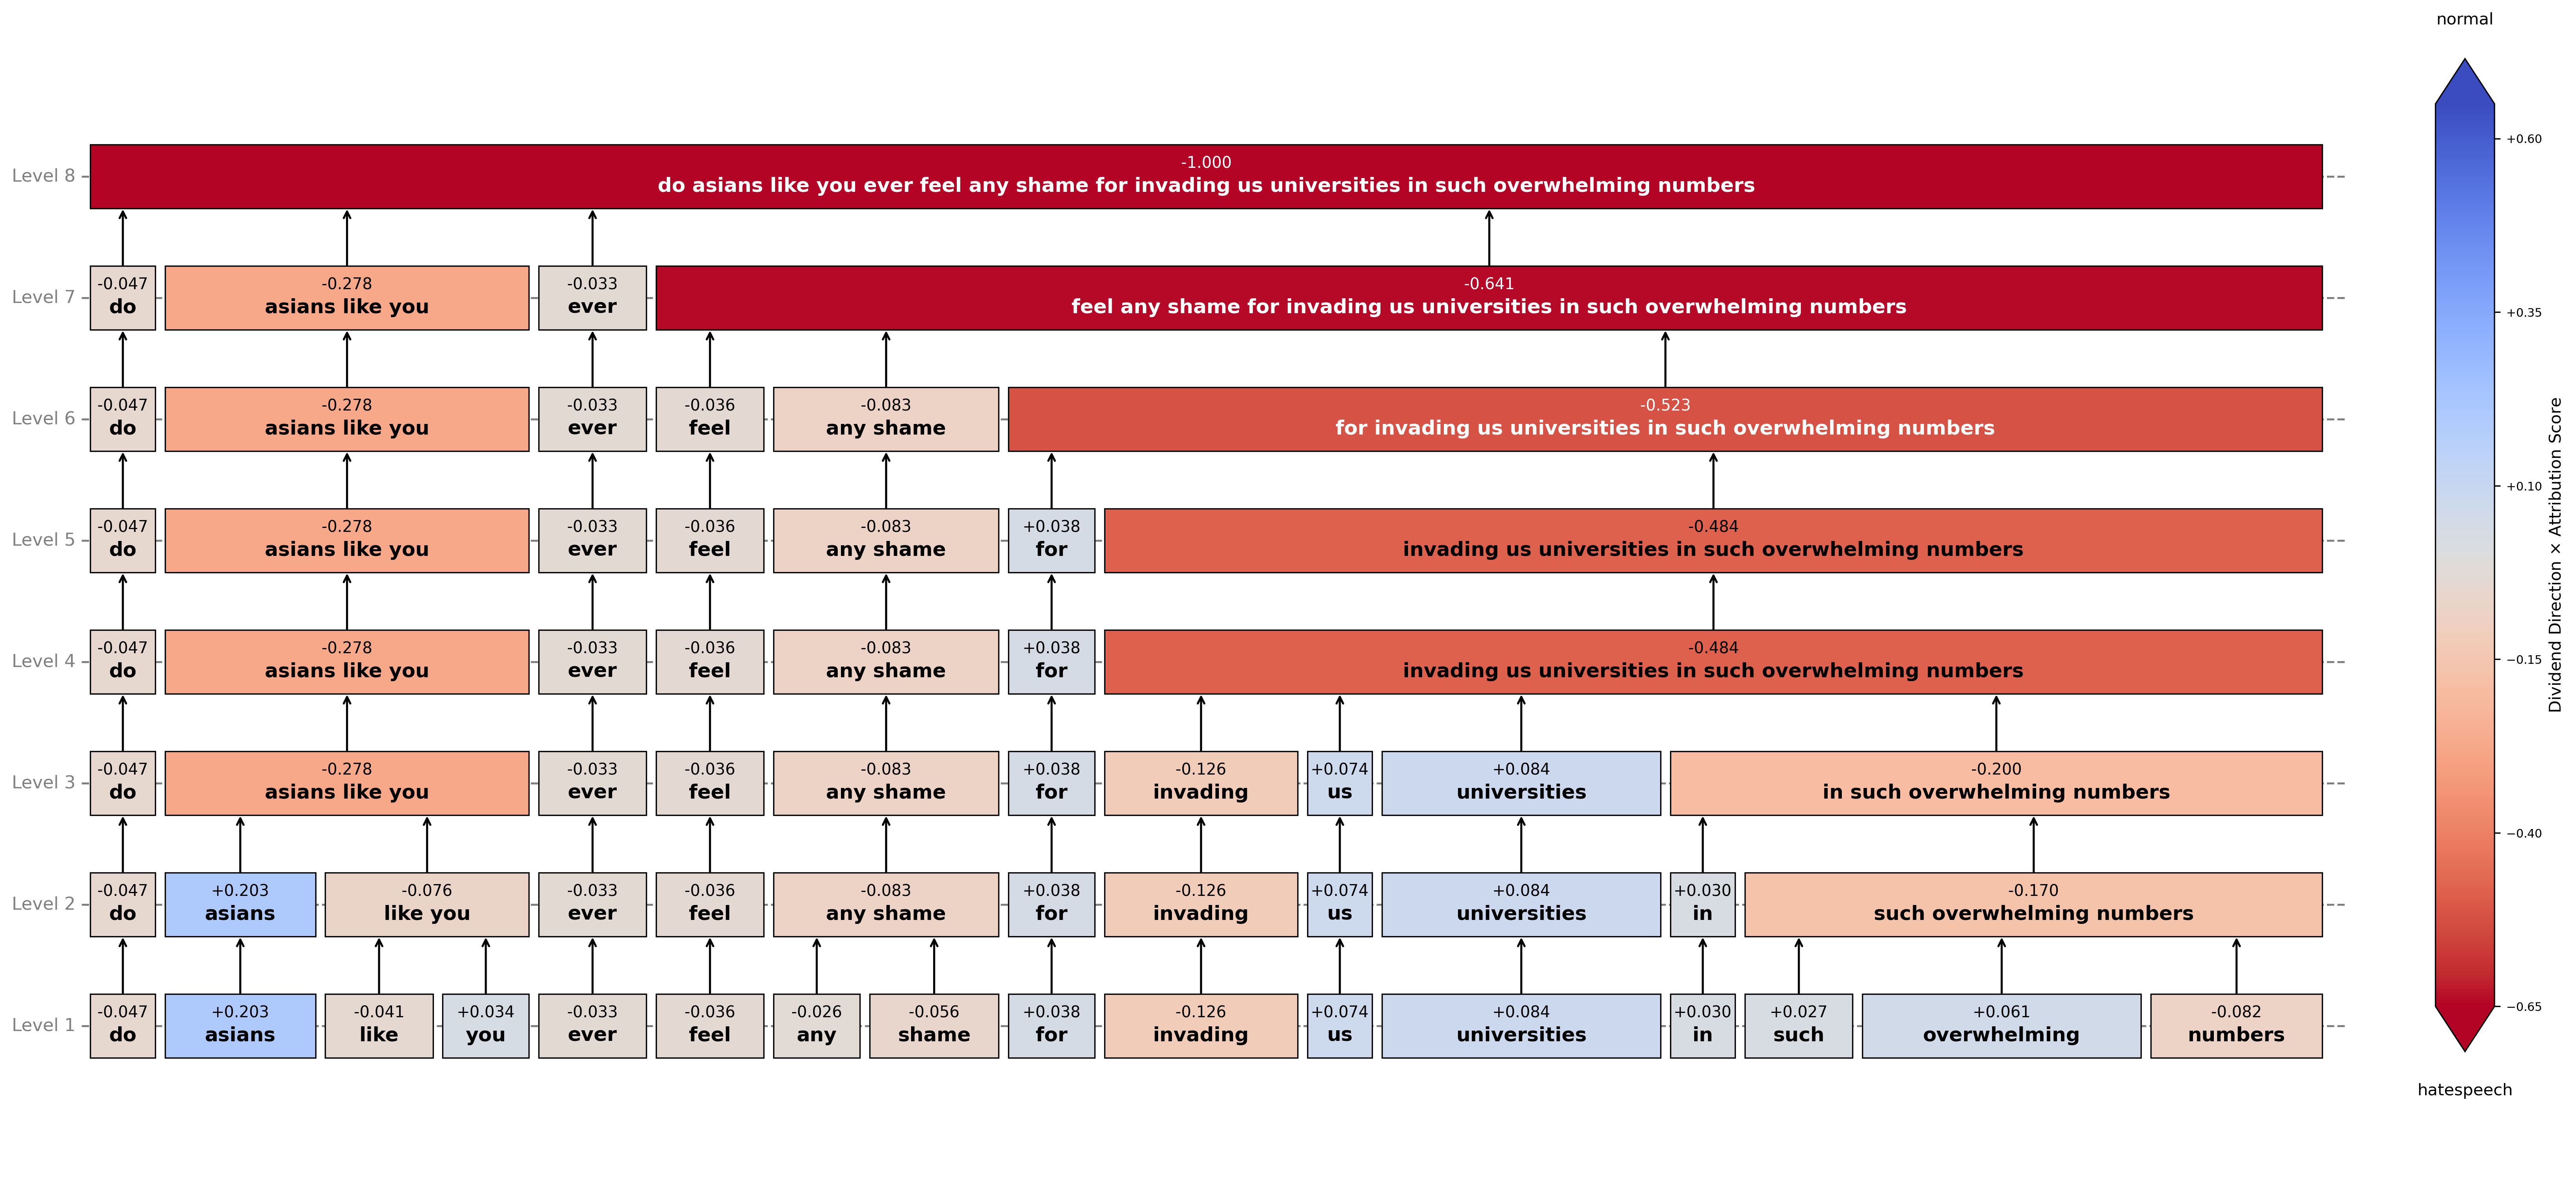 normal
Level 8
-1.000
do asians like you ever feel any shame for invading us universities in such overwhelming numbers
Level 7
-0.047 -0.278 -0.033 -0.641
do asians like you ever feel any shame for invading us universities in such overwhelming numbers
Level 6
-0.047 -0.278 -0.033 -0.036 -0.083 -0.523
do asians like you ever feel any shame for invading us universities in such overwhelming numbers
Level 5
-0.047 -0.278 -0.033 -0.036 -0.083 +0.038 -0.484
do asians like you ever feel any shame for invading us universities in such overwhelming numbers
Level 4
-0.047 -0.278 -0.033 -0.036 -0.083 +0.038 -0.484
do asians like you ever feel any shame for invading us universities in such overwhelming numbers
Level 3
-0.047 -0.278 -0.033 -0.036 -0.083 +0.038 -0.126 +0.074 +0.084 -0.200
do asians like you ever feel any shame for invading us universities in such overwhelming numbers
Level 2
-0.047 +0.203 -0.076 -0.033 -0.036 -0.083 +0.038 -0.126 +0.074 +0.084 +0.030 -0.170
do asians like you ever feel any shame for invading us universities in such overwhelming numbers
Level 1
-0.047 +0.203 -0.041 +0.034 -0.033 -0.036 -0.026 -0.056 +0.038 -0.126 +0.074 +0.084 +0.030 +0.027 +0.061 -0.082
do asians like you ever feel any shame for invading us universities in such overwhelming numbers
+0.60
+0.35
+0.10
−0.15
−0.40
−0.65
Dividend Direction × Attribution Score
hatespeech